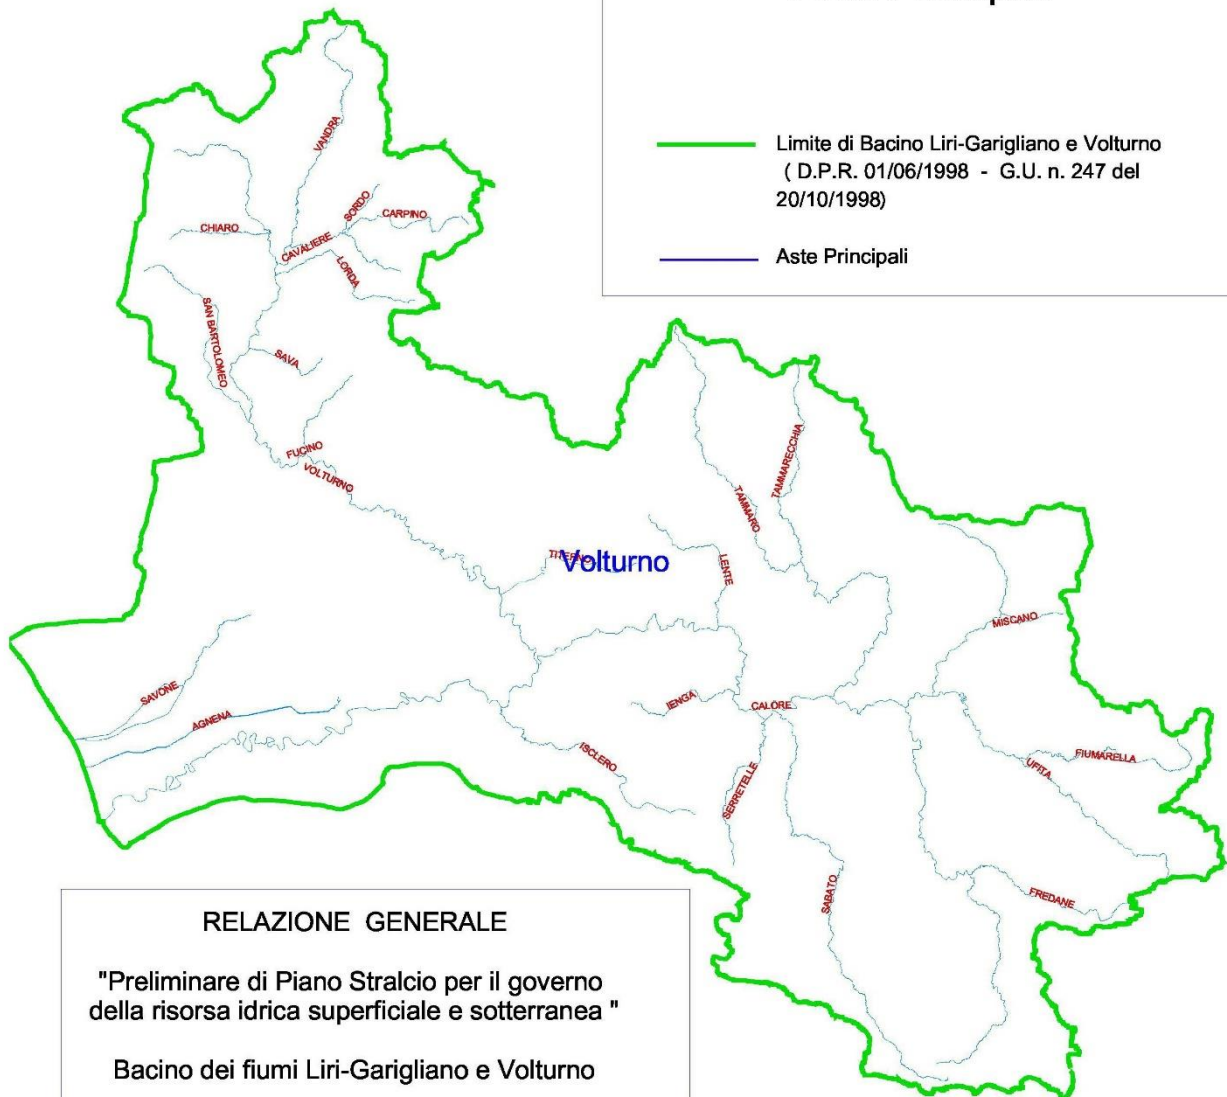 Limite di Bacino Liri-Garigliano e Volturno
( D.P.R. 01/06/1998 - G.U. n. 247 del
20/10/1998)
Aste Principali
VANDRA
SORDO
CARPINO
CHIARO
CAVALIERE
LORDA
SAN BARTOLOMEO
SAVA
FUCINO
VOLTURNO
TAMMARECCHIA
TAMMARO
TITERNO
Volturno
LENTE
MISCANO
SAVONE
IENGA
CALORE
AGNENA
ISCLERO
FIUMARELLA
UFITA
SERRETELLE
SABATO
FREDANE
RELAZIONE GENERALE
"Preliminare di Piano Stralcio per il governo
della risorsa idrica superficiale e sotterranea "
Bacino dei fiumi Liri-Garigliano e Volturno